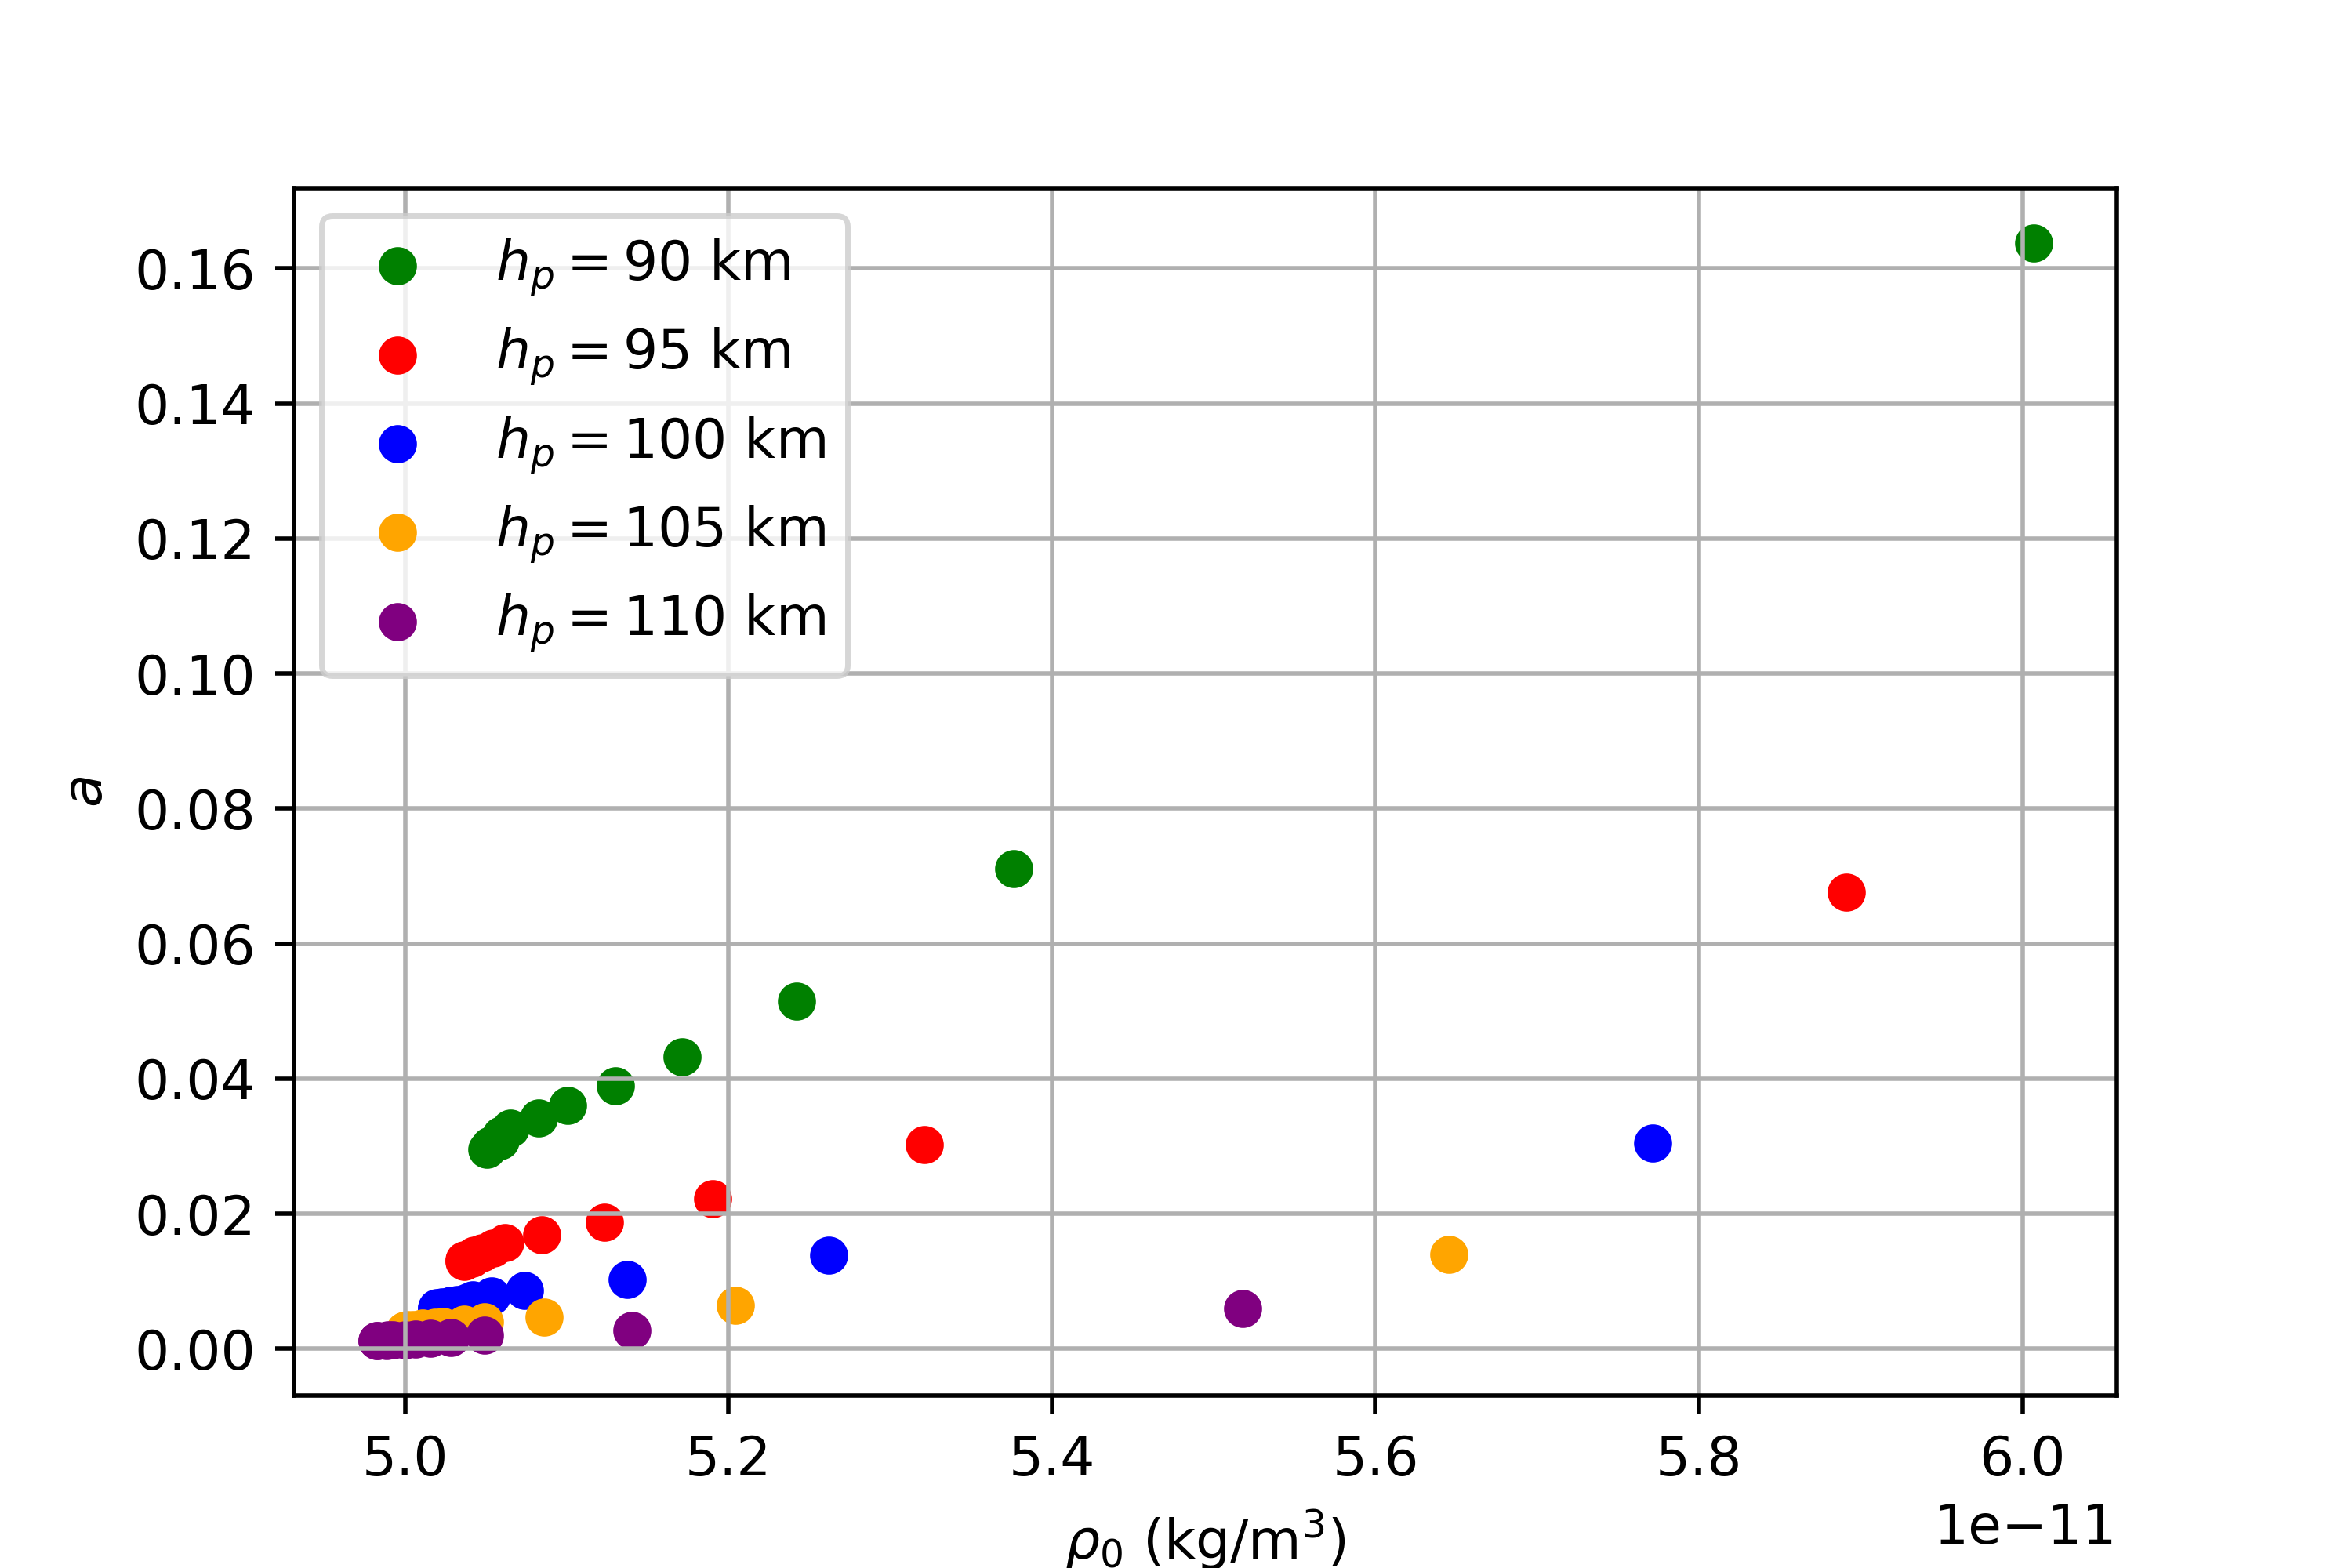 0.16
0.14
0.12
0.10
0.08
0.06
0.04
0.02
0.00
a
h_p = 90 km
h_p = 95 km
h_p = 100 km
h_p = 105 km
h_p = 110 km
5.0 5.2 5.4 5.6 5.8 6.0
1e−11
ρ₀ (kg/m³)